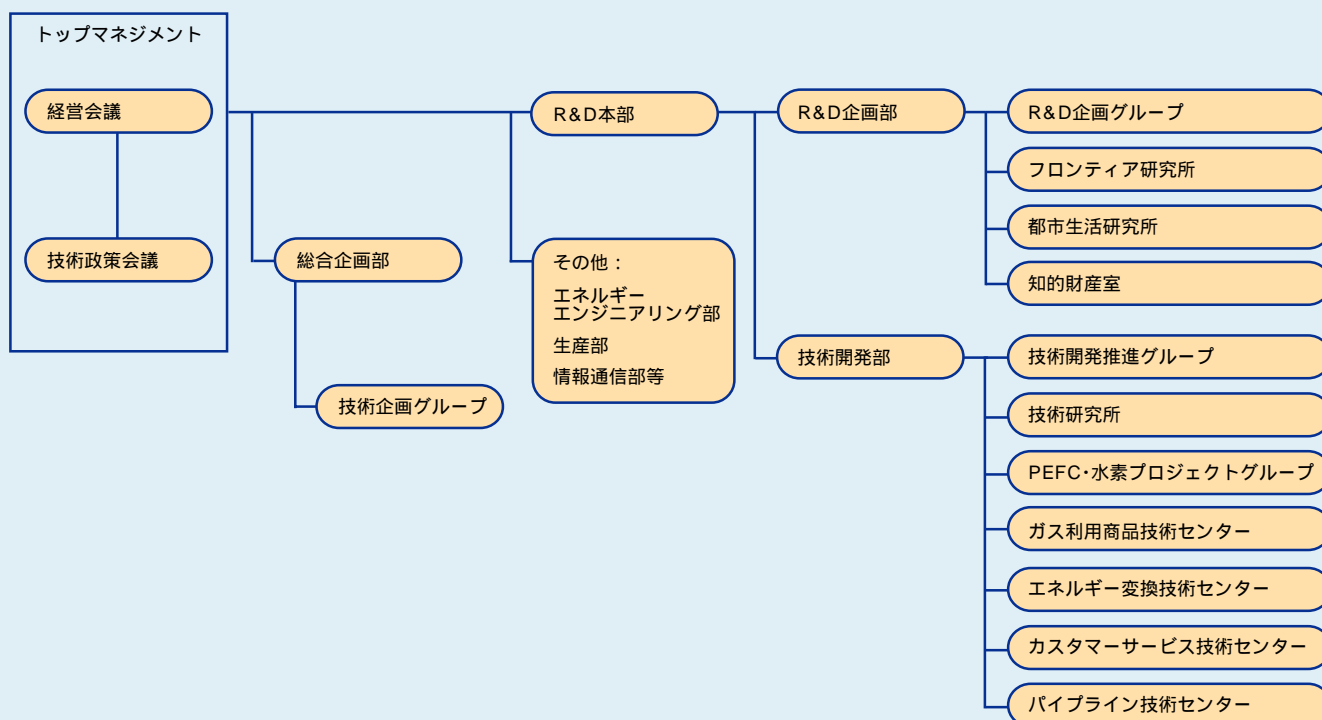 トップマネジメント
経営会議
技術政策会議
総合企画部
技術企画グループ
R&D本部
その他：
エネルギー
エンジニアリング部
生産部
情報通信部等
R&D企画部
R&D企画グループ
フロンティア研究所
都市生活研究所
知的財産室
技術開発部
技術開発推進グループ
技術研究所
PEFC・水素プロジェクトグループ
ガス利用商品技術センター
エネルギー変換技術センター
カスタマーサービス技術センター
パイプライン技術センター